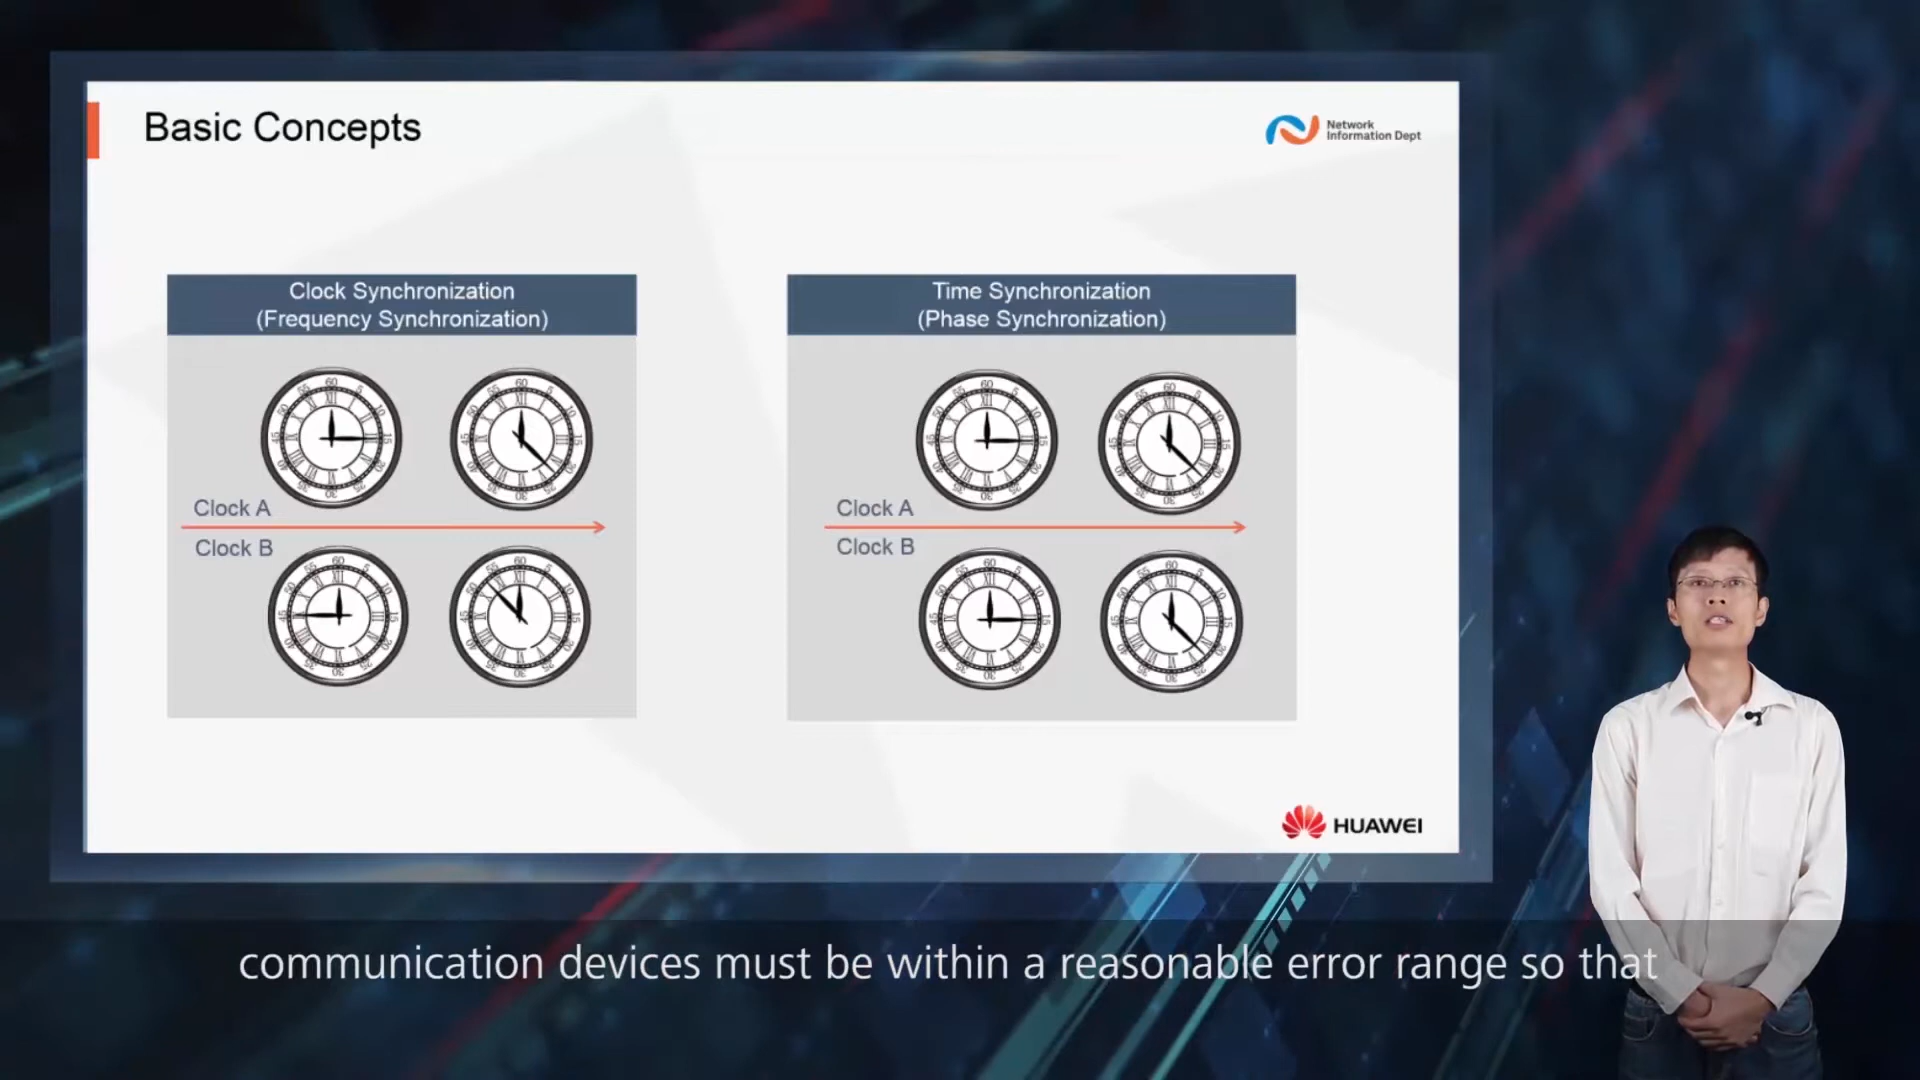 Basic Concepts
Network
Information Dept
Clock Synchronization
(Frequency Synchronization)
Clock A
Clock B
Time Synchronization
(Phase Synchronization)
Clock A
Clock B
HUAWEI
communication devices must be within a reasonable error range so that